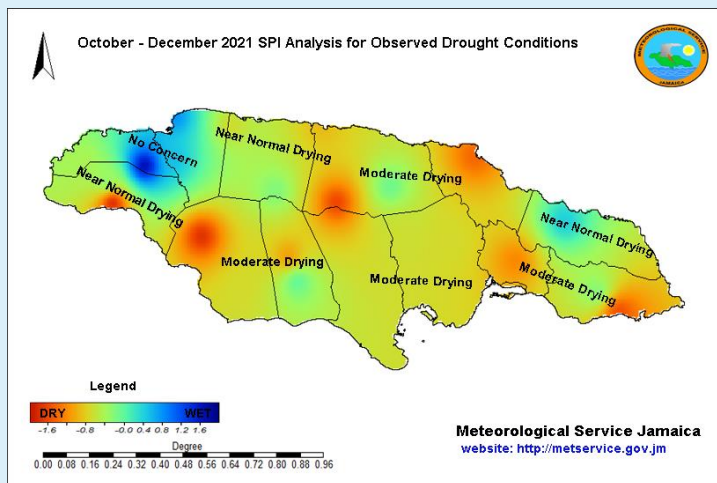 October - December 2021 SPI Analysis for Observed Drought Conditions
METEOROLOGICAL SERVICE
JAMAICA
No Concern
Near Normal Drying
Near Normal Drying
Moderate Drying
Near Normal Drying
Moderate Drying
Moderate Drying
Moderate Drying
Legend
DRY WET
-1.6 -0.8 -0.0 0.4 0.8 1.2 1.6
Degree
0.00 0.08 0.16 0.24 0.32 0.40 0.48 0.56 0.64 0.72 0.80 0.88 0.96
Meteorological Service Jamaica
website: http://metservice.gov.jm